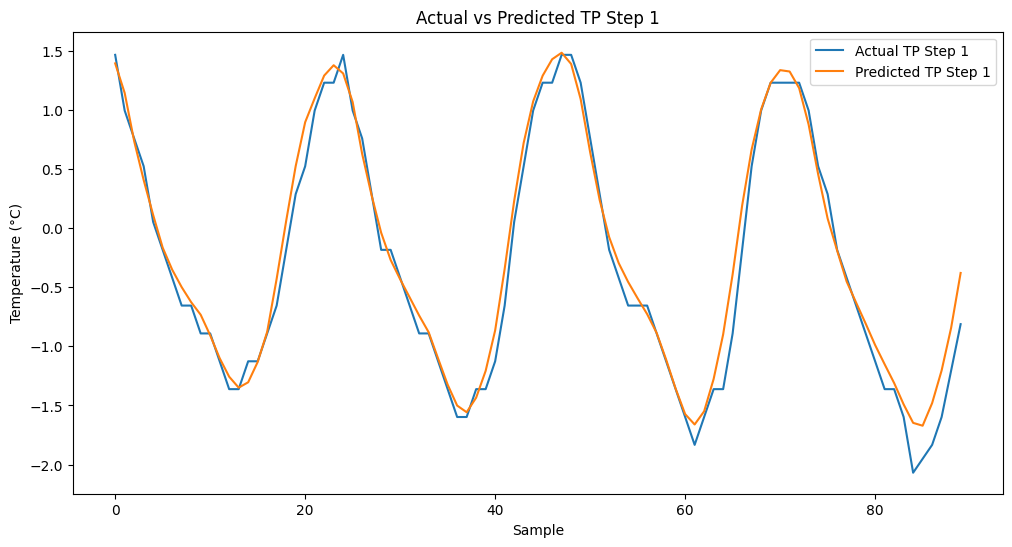 Actual vs Predicted TP Step 1
Actual TP Step 1
Predicted TP Step 1
Temperature (°C)
1.5
1.0
0.5
0.0
−0.5
−1.0
−1.5
−2.0
0 20 40 60 80
Sample